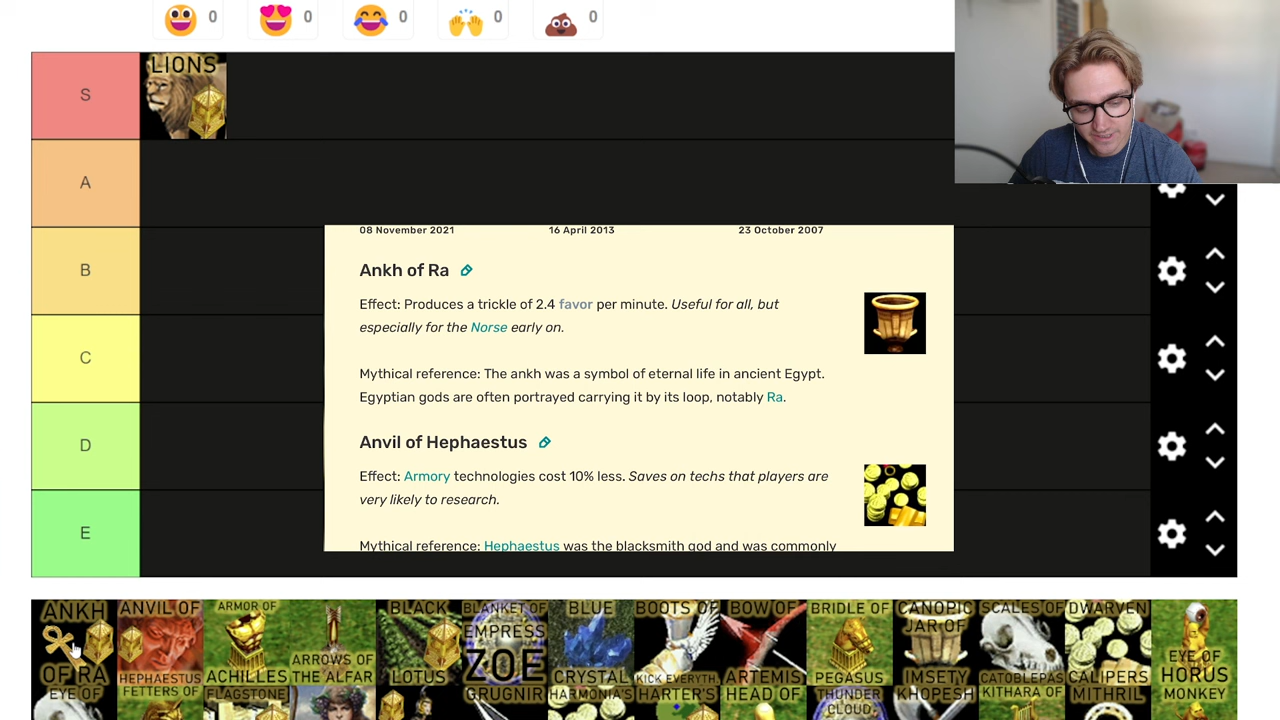 0 0 0 0 0
S
LIONS
A
B
C
D
E
08 November 2021 16 April 2013 23 October 2007
Ankh of Ra
Effect: Produces a trickle of 2.4 favor per minute. Useful for all, but
especially for the Norse early on.
Mythical reference: The ankh was a symbol of eternal life in ancient Egypt.
Egyptian gods are often portrayed carrying it by its loop, notably Ra.
Anvil of Hephaestus
Effect: Armory technologies cost 10% less. Saves on techs that players are
very likely to research.
Mythical reference: Hephaestus was the blacksmith god and was commonly
ANKH
OF RA
ANVIL OF
HEPHAESTUS
ARMOR OF
ACHILLES
ARROWS OF
THE ALFAR
BLACK
LOTUS
BLANKET OF
EMPRESS
ZOE
BLUE
CRYSTAL
BOOTS OF
KICK EVERYTH.
BOW OF
ARTEMIS
BRIDLE OF
PEGASUS
CANOPIC
JAR OF
IMSETY
SCALES OF
CATOBLEPAS
DWARVEN
CALIPERS
EYE OF
HORUS
EYE OF
FETTERS OF
FLAGSTONE
GRUGNIR
HARMONIA'S
HARTER'S
HEAD OF
THUNDER
CLOUD
KHOPESH
KITHARA OF
MITHRIL
MONKEY